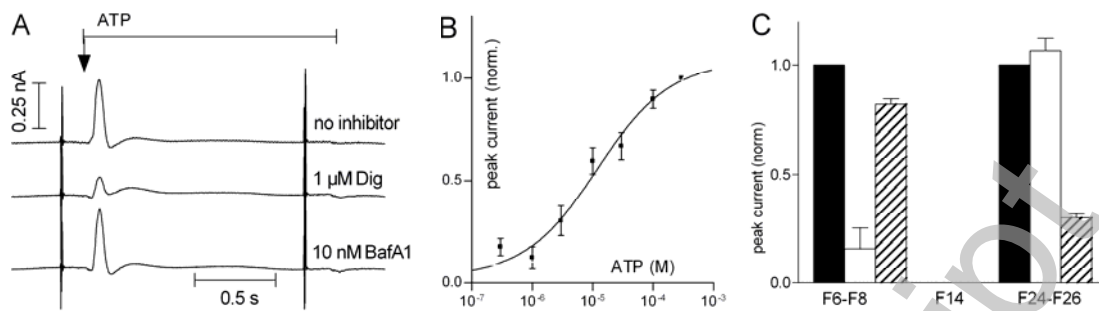 A
ATP
0.25 nA
no inhibitor
1 µM Dig
10 nM BafA1
0.5 s
B
peak current (norm.)
1.0
0.5
0.0
ATP (M)
10⁻⁷ 10⁻⁶ 10⁻⁵ 10⁻⁴ 10⁻³
C
peak current (norm)
1.0
0.5
0.0
F6-F8 F14 F24-F26